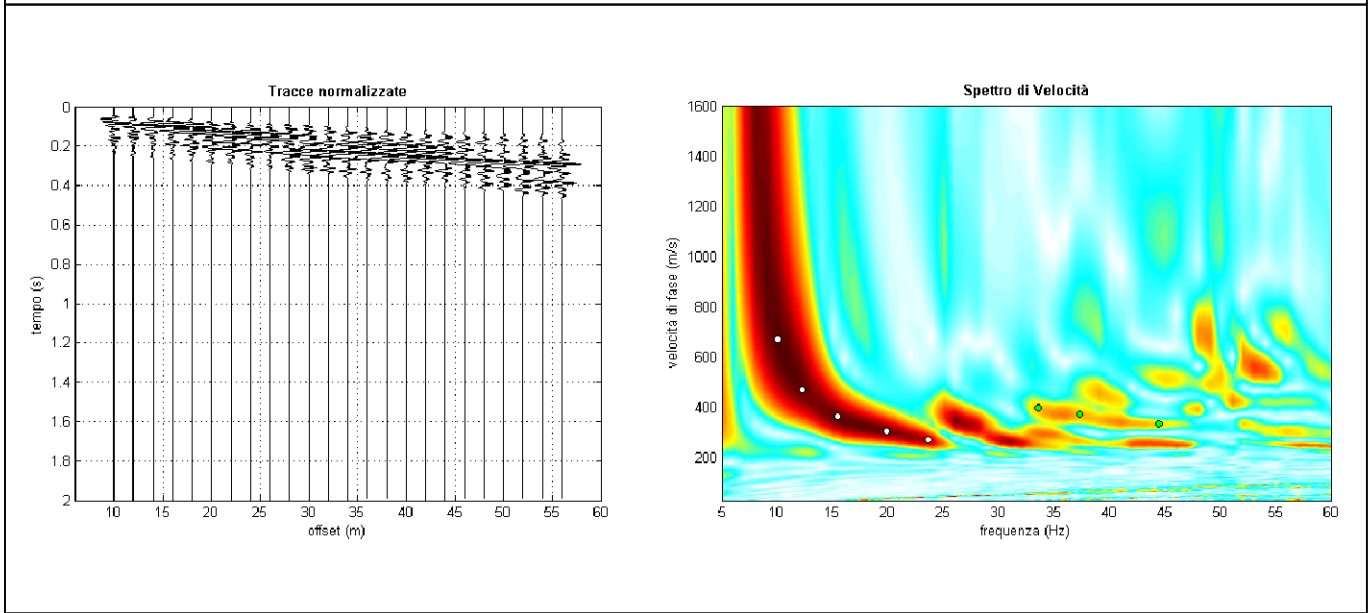 Tracce normalizzate
0
0.2
0.4
0.6
0.8
1
1.2
1.4
1.6
1.8
2
tempo (s)
10 15 20 25 30 35 40 45 50 55 60
offset (m)
Spettro di Velocità
1600
1400
1200
1000
800
600
400
200
velocità di fase (m/s)
5 10 15 20 25 30 35 40 45 50 55 60
frequenza (Hz)